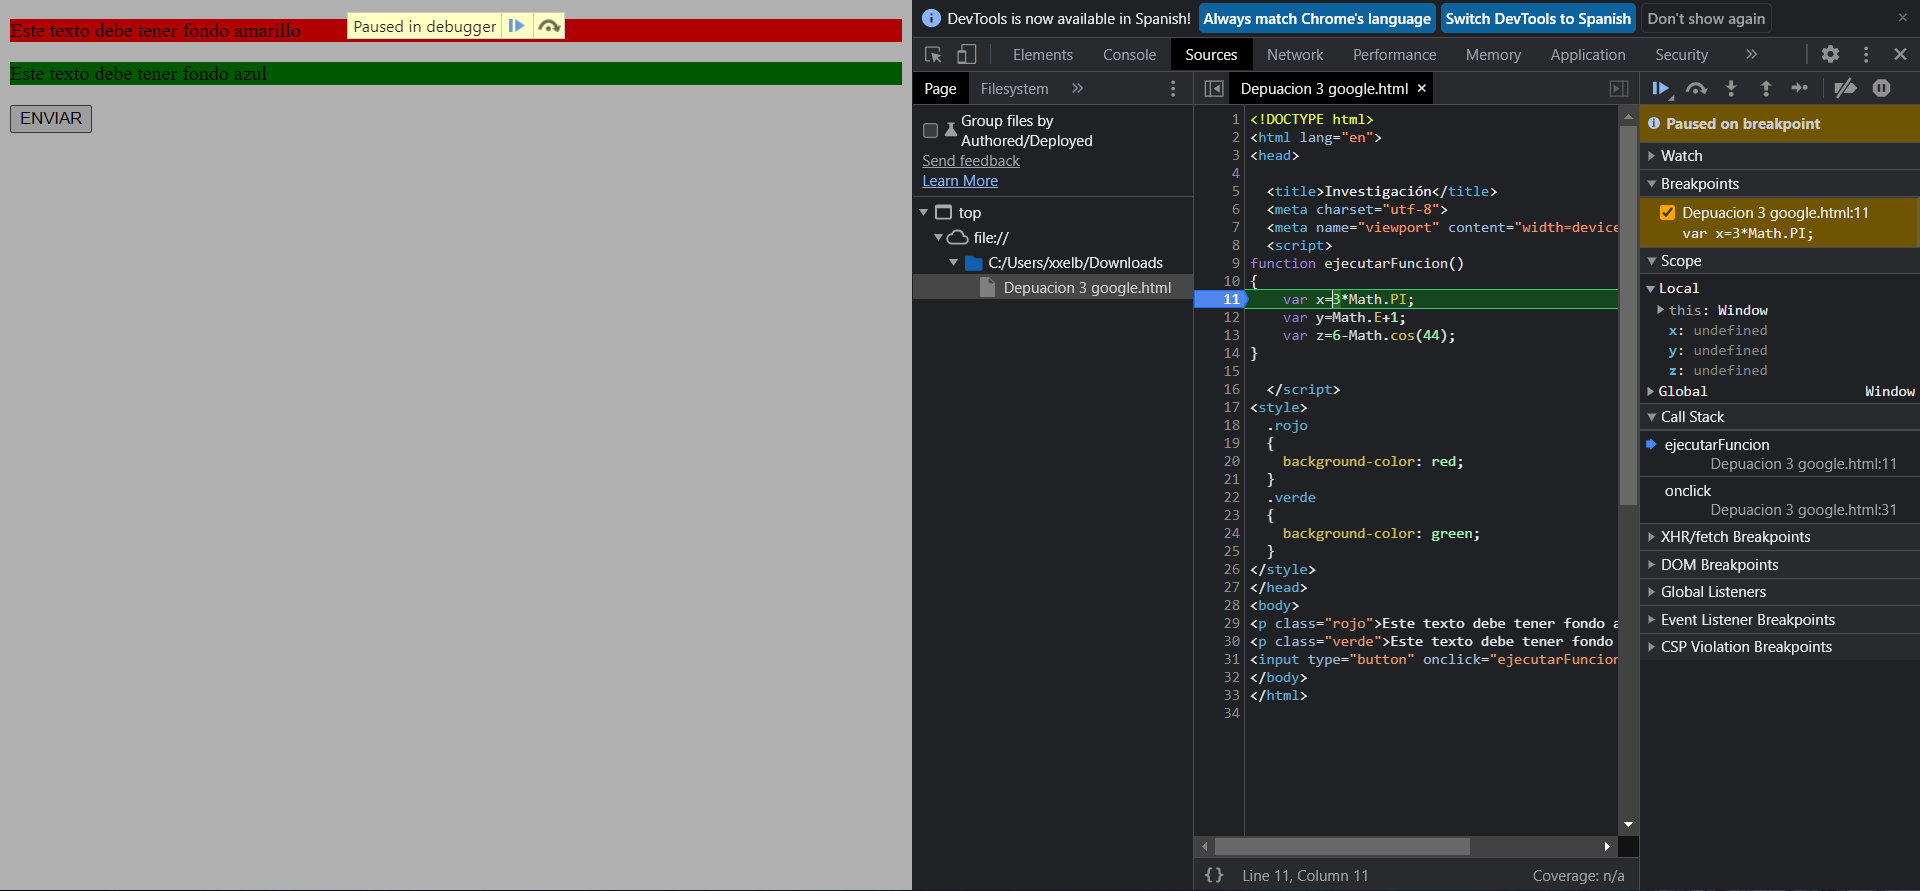 Este texto debe tener fondo amarillo
Paused in debugger
Este texto debe tener fondo azul
ENVIAR
DevTools is now available in Spanish!
Always match Chrome's language
Switch DevTools to Spanish
Don't show again
Elements
Console
Sources
Network
Performance
Memory
Application
Security
Page
Filesystem
Group files by
Authored/Deployed
Send feedback
Learn More
top
file://
C:/Users/xxelb/Downloads
Depuacion 3 google.html
Depuacion 3 google.html
1 <!DOCTYPE html>
2 <html lang="en">
3 <head>
4
5 <title>Investigación</title>
6 <meta charset="utf-8">
7 <meta name="viewport" content="width=device
8 <script>
9 function ejecutarFuncion()
10 {
11 var x=3*Math.PI;
12 var y=Math.E+1;
13 var z=6-Math.cos(44);
14 }
15
16 </script>
17 <style>
18 .rojo
19 {
20 background-color: red;
21 }
22 .verde
23 {
24 background-color: green;
25 }
26 </style>
27 </head>
28 <body>
29 <p class="rojo">Este texto debe tener fondo a
30 <p class="verde">Este texto debe tener fondo
31 <input type="button" onclick="ejecutarFuncion
32 </body>
33 </html>
34
{} Line 11, Column 11
Coverage: n/a
Paused on breakpoint
Watch
Breakpoints
Depuacion 3 google.html:11
var x=3*Math.PI;
Scope
Local
this: Window
x: undefined
y: undefined
z: undefined
Global Window
Call Stack
ejecutarFuncion
Depuacion 3 google.html:11
onclick
Depuacion 3 google.html:31
XHR/fetch Breakpoints
DOM Breakpoints
Global Listeners
Event Listener Breakpoints
CSP Violation Breakpoints